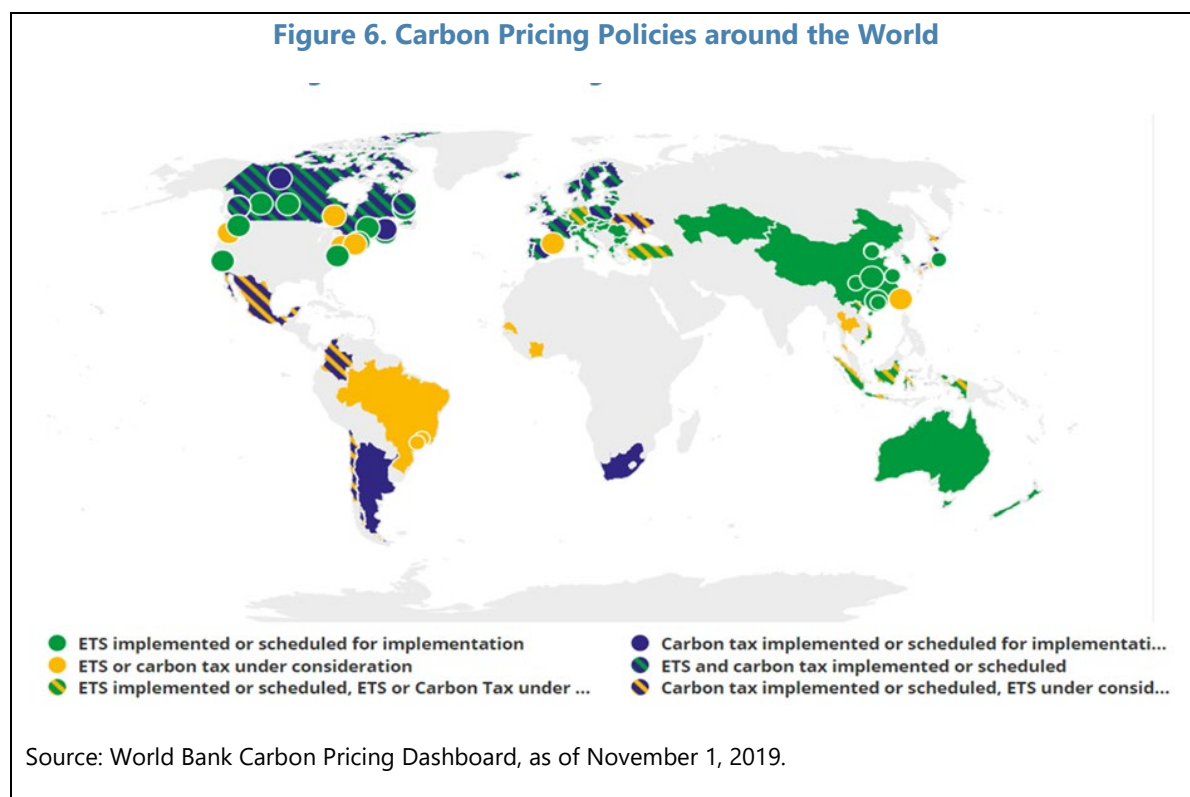 Figure 6. Carbon Pricing Policies around the World
ETS implemented or scheduled for implementation
Carbon tax implemented or scheduled for implementati...
ETS or carbon tax under consideration
ETS and carbon tax implemented or scheduled
ETS implemented or scheduled, ETS or Carbon Tax under ...
Carbon tax implemented or scheduled, ETS under consid...
Source: World Bank Carbon Pricing Dashboard, as of November 1, 2019.